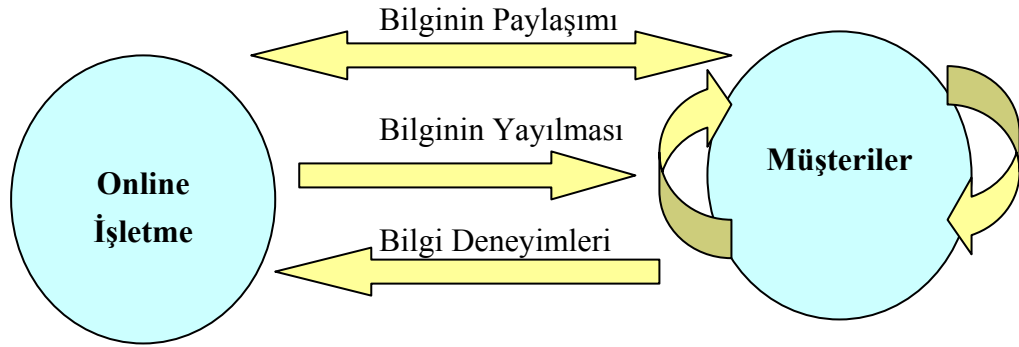 Bilginin Paylaşımı
Bilginin Yayılması
Online
İşletme
Müşteriler
Bilgi Deneyimleri